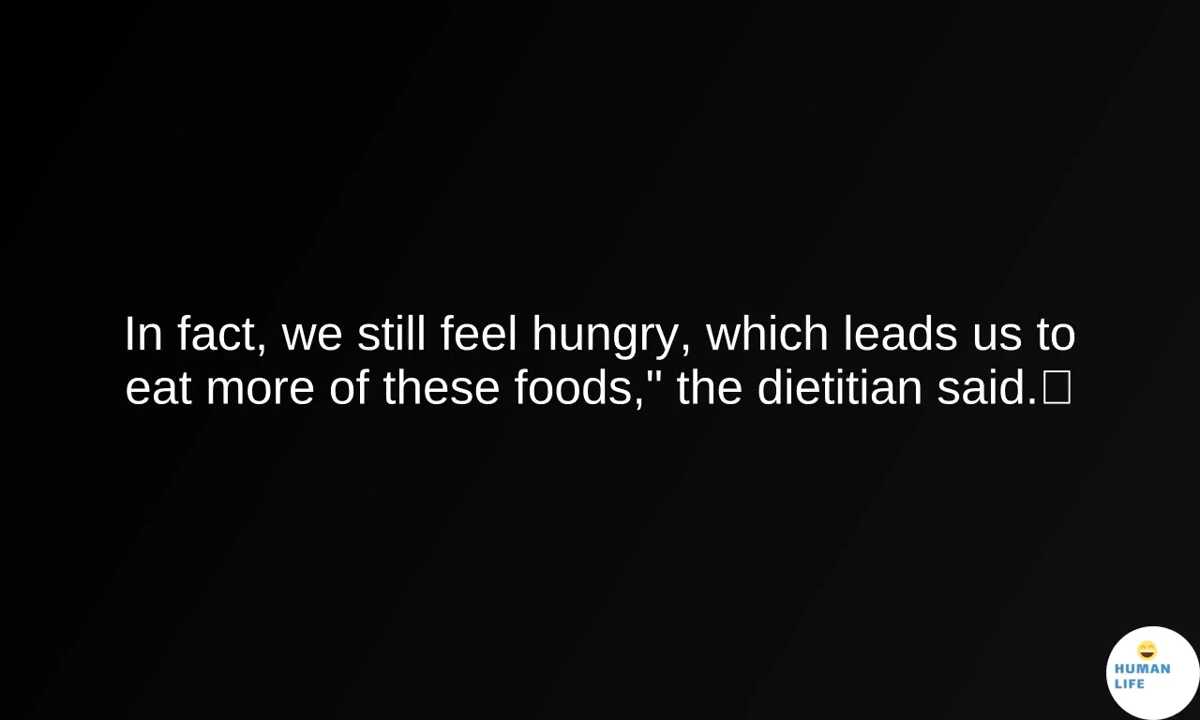 In fact, we still feel hungry, which leads us to
eat more of these foods," the dietitian said.
HUMAN
LIFE